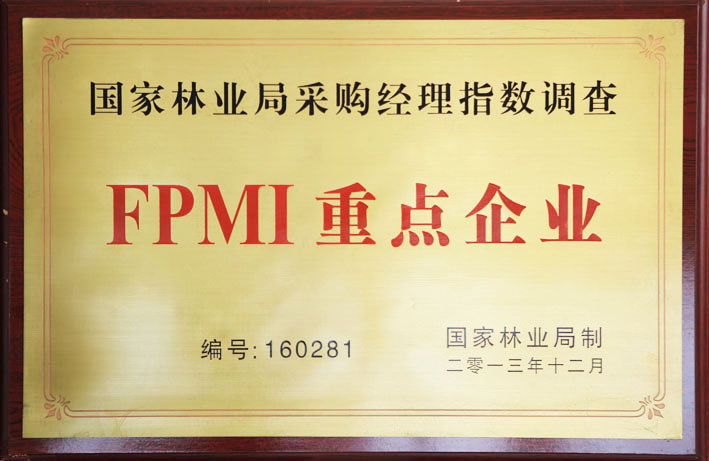 国家林业局采购经理指数调查
FPMI 重点企业
编号:160281
国家林业局制
二零一三年十二月